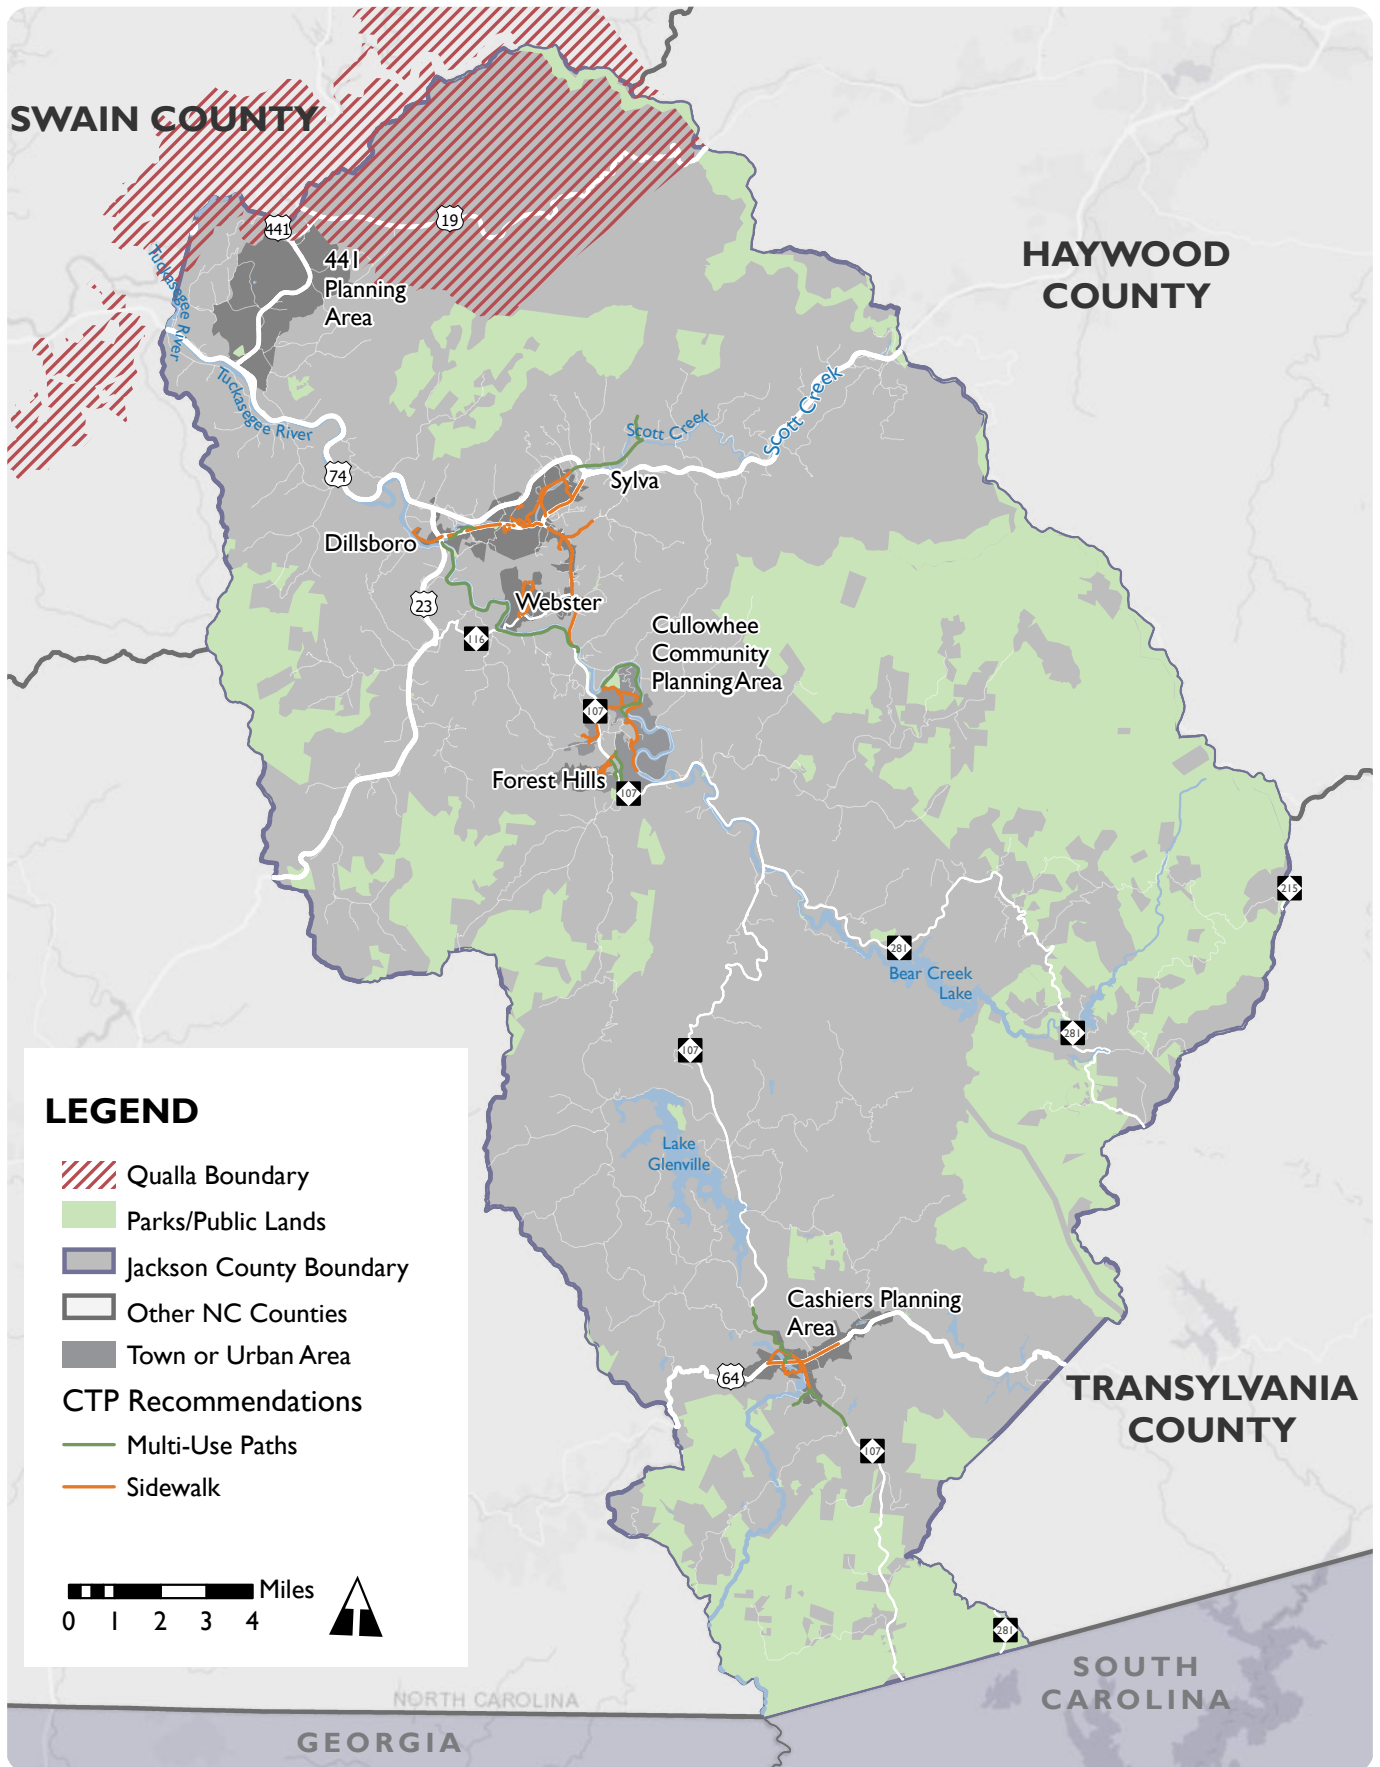 SWAIN COUNTY
19
441
HAYWOOD
COUNTY
441
Planning
Area
Tuckasegee River
Tuckasegee River
Scott Creek
Scott Creek
74
Sylva
Dillsboro
23
Webster
116
Cullowhee
Community
Planning Area
107
Forest Hills
107
215
281
Bear Creek
Lake
281
107
LEGEND
Qualla Boundary
Parks/Public Lands
Jackson County Boundary
Other NC Counties
Town or Urban Area
CTP Recommendations
Multi-Use Paths
Sidewalk
Miles
0 1 2 3 4
Lake
Glenville
Cashiers Planning
Area
64
TRANSYLVANIA
COUNTY
107
281
SOUTH
CAROLINA
NORTH CAROLINA
GEORGIA